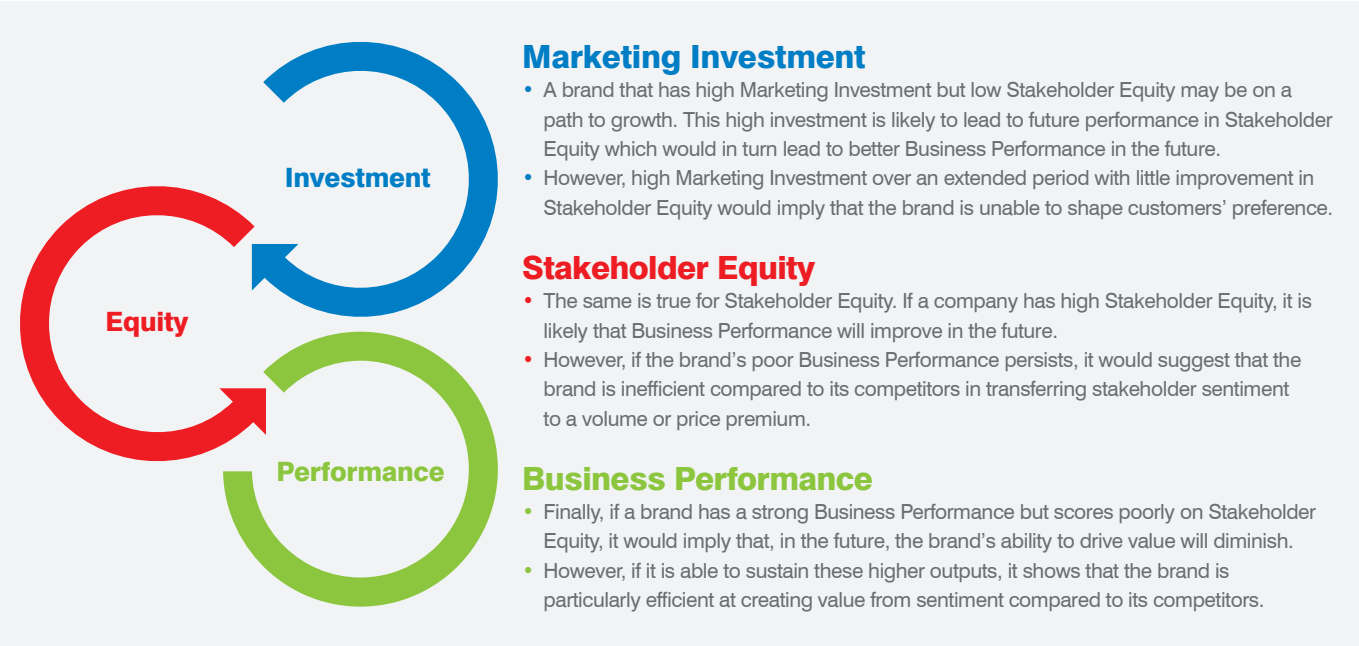 Marketing Investment
• A brand that has high Marketing Investment but low Stakeholder Equity may be on a
path to growth. This high investment is likely to lead to future performance in Stakeholder
Equity which would in turn lead to better Business Performance in the future.
• However, high Marketing Investment over an extended period with little improvement in
Stakeholder Equity would imply that the brand is unable to shape customers’ preference.
Investment
Stakeholder Equity
• The same is true for Stakeholder Equity. If a company has high Stakeholder Equity, it is
likely that Business Performance will improve in the future.
• However, if the brand’s poor Business Performance persists, it would suggest that the
brand is inefficient compared to its competitors in transferring stakeholder sentiment
to a volume or price premium.
Equity
Business Performance
• Finally, if a brand has a strong Business Performance but scores poorly on Stakeholder
Equity, it would imply that, in the future, the brand’s ability to drive value will diminish.
• However, if it is able to sustain these higher outputs, it shows that the brand is
particularly efficient at creating value from sentiment compared to its competitors.
Performance